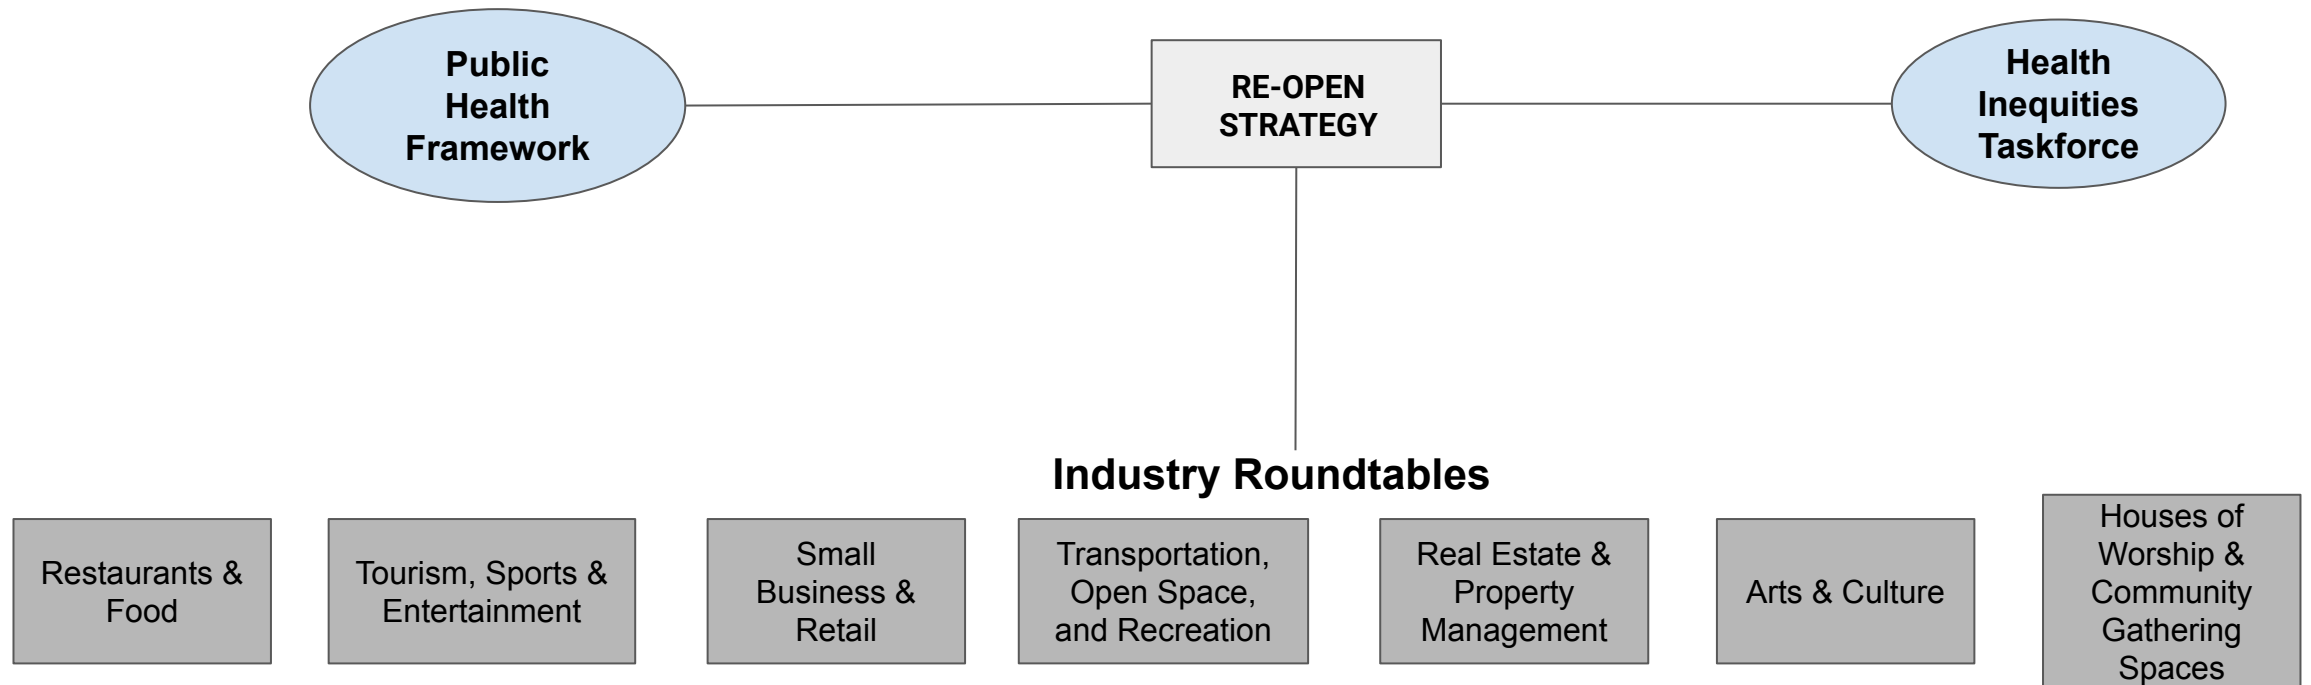 Public
Health
Framework
RE-OPEN
STRATEGY
Health
Inequities
Taskforce
Industry Roundtables
Restaurants &
Food
Tourism, Sports &
Entertainment
Small
Business &
Retail
Transportation,
Open Space,
and Recreation
Real Estate &
Property
Management
Arts & Culture
Houses of
Worship &
Community
Gathering
Spaces